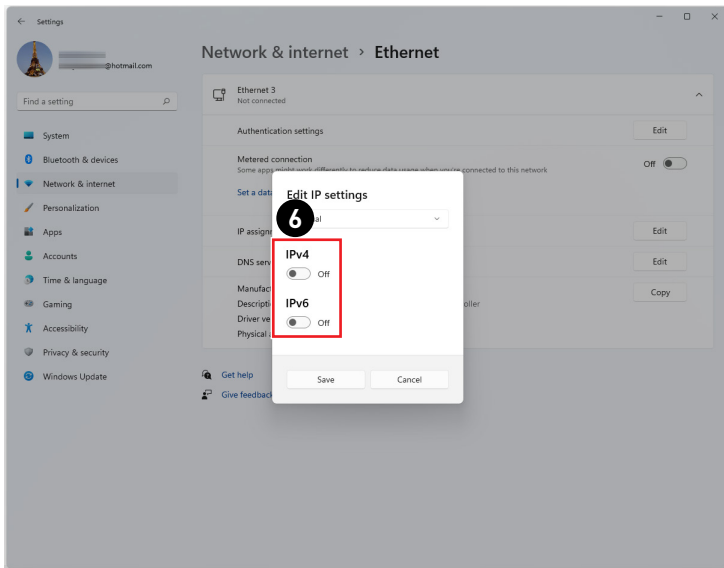 Settings
@hotmail.com
Find a setting
System
Bluetooth & devices
Network & internet
Personalization
Apps
Accounts
Time & language
Gaming
Accessibility
Privacy & security
Windows Update
Network & internet > Ethernet
Ethernet 3
Not connected
Authentication settings
Edit
Metered connection
Some apps might work differently to reduce data usage when you're connected to this network
Off
Set a data
IP assignm
Edit
DNS serv
Edit
Manufact
Copy
Descripti
oller
Driver ve
Physical
Get help
Give feedback
Edit IP settings
6
al
IPv4
Off
IPv6
Off
Save
Cancel